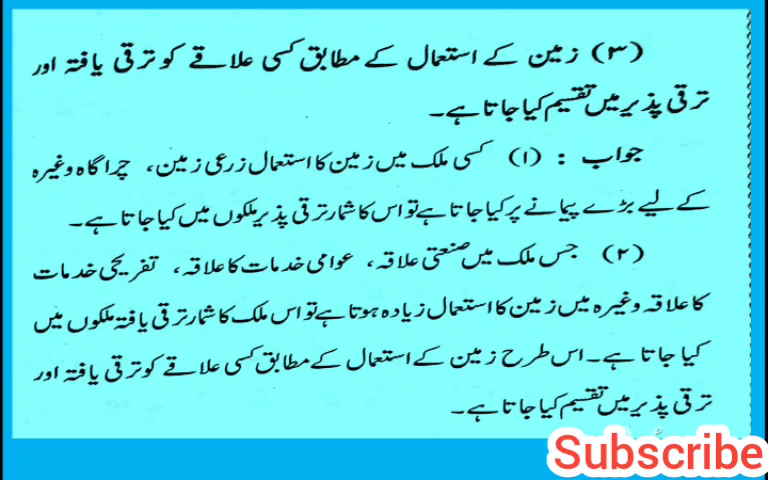 (۳) زمین کے استعمال کے مطابق کسی علاقے کو ترقی یافتہ اور
ترقی پذیر میں تقسیم کیا جاتا ہے۔
جواب : (۱) کسی ملک میں زمین کا استعمال زرعی زمین، چراگاہ وغیرہ
کے لیے بڑے پیمانے پر کیا جاتا ہے تو اس کا شمار ترقی پذیر ملکوں میں کیا جاتا ہے۔
(۲) جس ملک میں صنعتی علاقہ، عوامی خدمات کا علاقہ، تفریحی خدمات
کا علاقہ وغیرہ میں زمین کا استعمال زیادہ ہوتا ہے تو اس ملک کا شمار ترقی یافتہ ملکوں میں
کیا جاتا ہے۔ اس طرح زمین کے استعمال کے مطابق کسی علاقے کو ترقی یافتہ اور
ترقی پذیر میں تقسیم کیا جاتا ہے۔
Subscribe